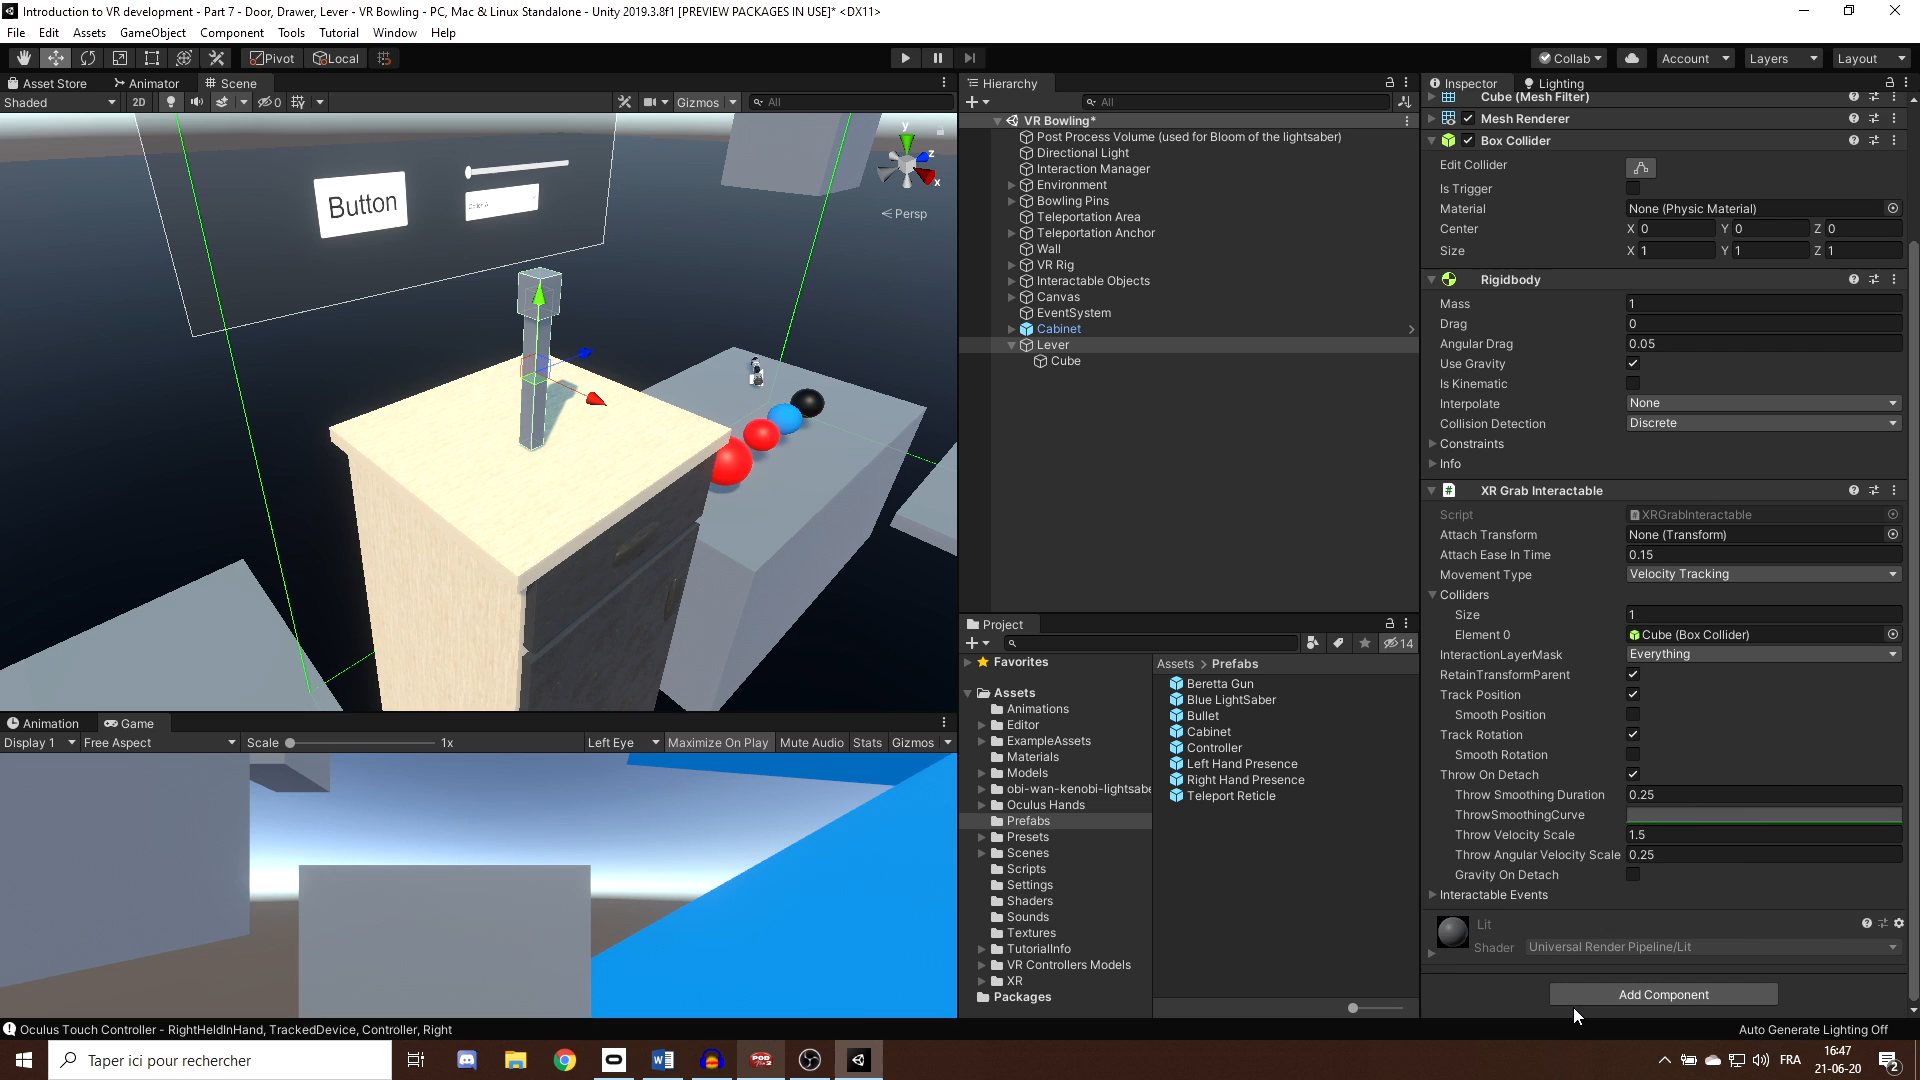 Introduction to VR development - Part 7 - Door, Drawer, Lever - VR Bowling - PC, Mac & Linux Standalone - Unity 2019.3.8f1 [PREVIEW PACKAGES IN USE]* <DX11>
File Edit Assets GameObject Component Tools Tutorial Window Help
Pivot Local Collab Account Layers Layout
Asset Store Animator Scene
Shaded 2D 0 Gizmos All
Button
y
z
x
Persp
Hierarchy
All
VR Bowling*
Post Process Volume (used for Bloom of the lightsaber)
Directional Light
Interaction Manager
Environment
Bowling Pins
Teleportation Area
Teleportation Anchor
Wall
VR Rig
Interactable Objects
Canvas
EventSystem
Cabinet
Lever
Cube
Project
14
Favorites
Assets
Animations
Editor
ExampleAssets
Materials
Models
obi-wan-kenobi-lightsabe
Oculus Hands
Prefabs
Presets
Scenes
Scripts
Settings
Shaders
Sounds
Textures
TutorialInfo
VR Controllers Models
XR
Packages
Assets > Prefabs
Beretta Gun
Blue LightSaber
Bullet
Cabinet
Controller
Left Hand Presence
Right Hand Presence
Teleport Reticle
Inspector Lighting
Cube (Mesh Filter)
Mesh Renderer
Box Collider
Edit Collider
Is Trigger
Material None (Physic Material)
Center X 0 Y 0 Z 0
Size X 1 Y 1 Z 1
Rigidbody
Mass 1
Drag 0
Angular Drag 0.05
Use Gravity
Is Kinematic
Interpolate None
Collision Detection Discrete
Constraints
Info
XR Grab Interactable
Script XRGrabInteractable
Attach Transform None (Transform)
Attach Ease In Time 0.15
Movement Type Velocity Tracking
Colliders
Size 1
Element 0 Cube (Box Collider)
InteractionLayerMask Everything
RetainTransformParent
Track Position
Smooth Position
Track Rotation
Smooth Rotation
Throw On Detach
Throw Smoothing Duration 0.25
ThrowSmoothingCurve
Throw Velocity Scale 1.5
Throw Angular Velocity Scale 0.25
Gravity On Detach
Interactable Events
Lit
Shader Universal Render Pipeline/Lit
Add Component
Animation Game
Display 1 Free Aspect Scale 1x Left Eye Maximize On Play Mute Audio Stats Gizmos
Oculus Touch Controller - RightHeldInHand, TrackedDevice, Controller, Right
Auto Generate Lighting Off
Taper ici pour rechercher
FRA
16:47
21-06-20
2